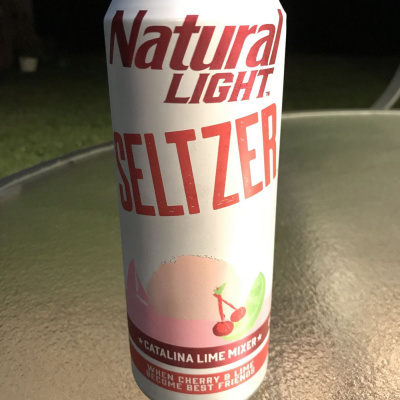 Natural
LIGHT
SELTZER
★ CATALINA LIME MIXER ★
WHEN CHERRY & LIME
BECOME BEST FRIENDS